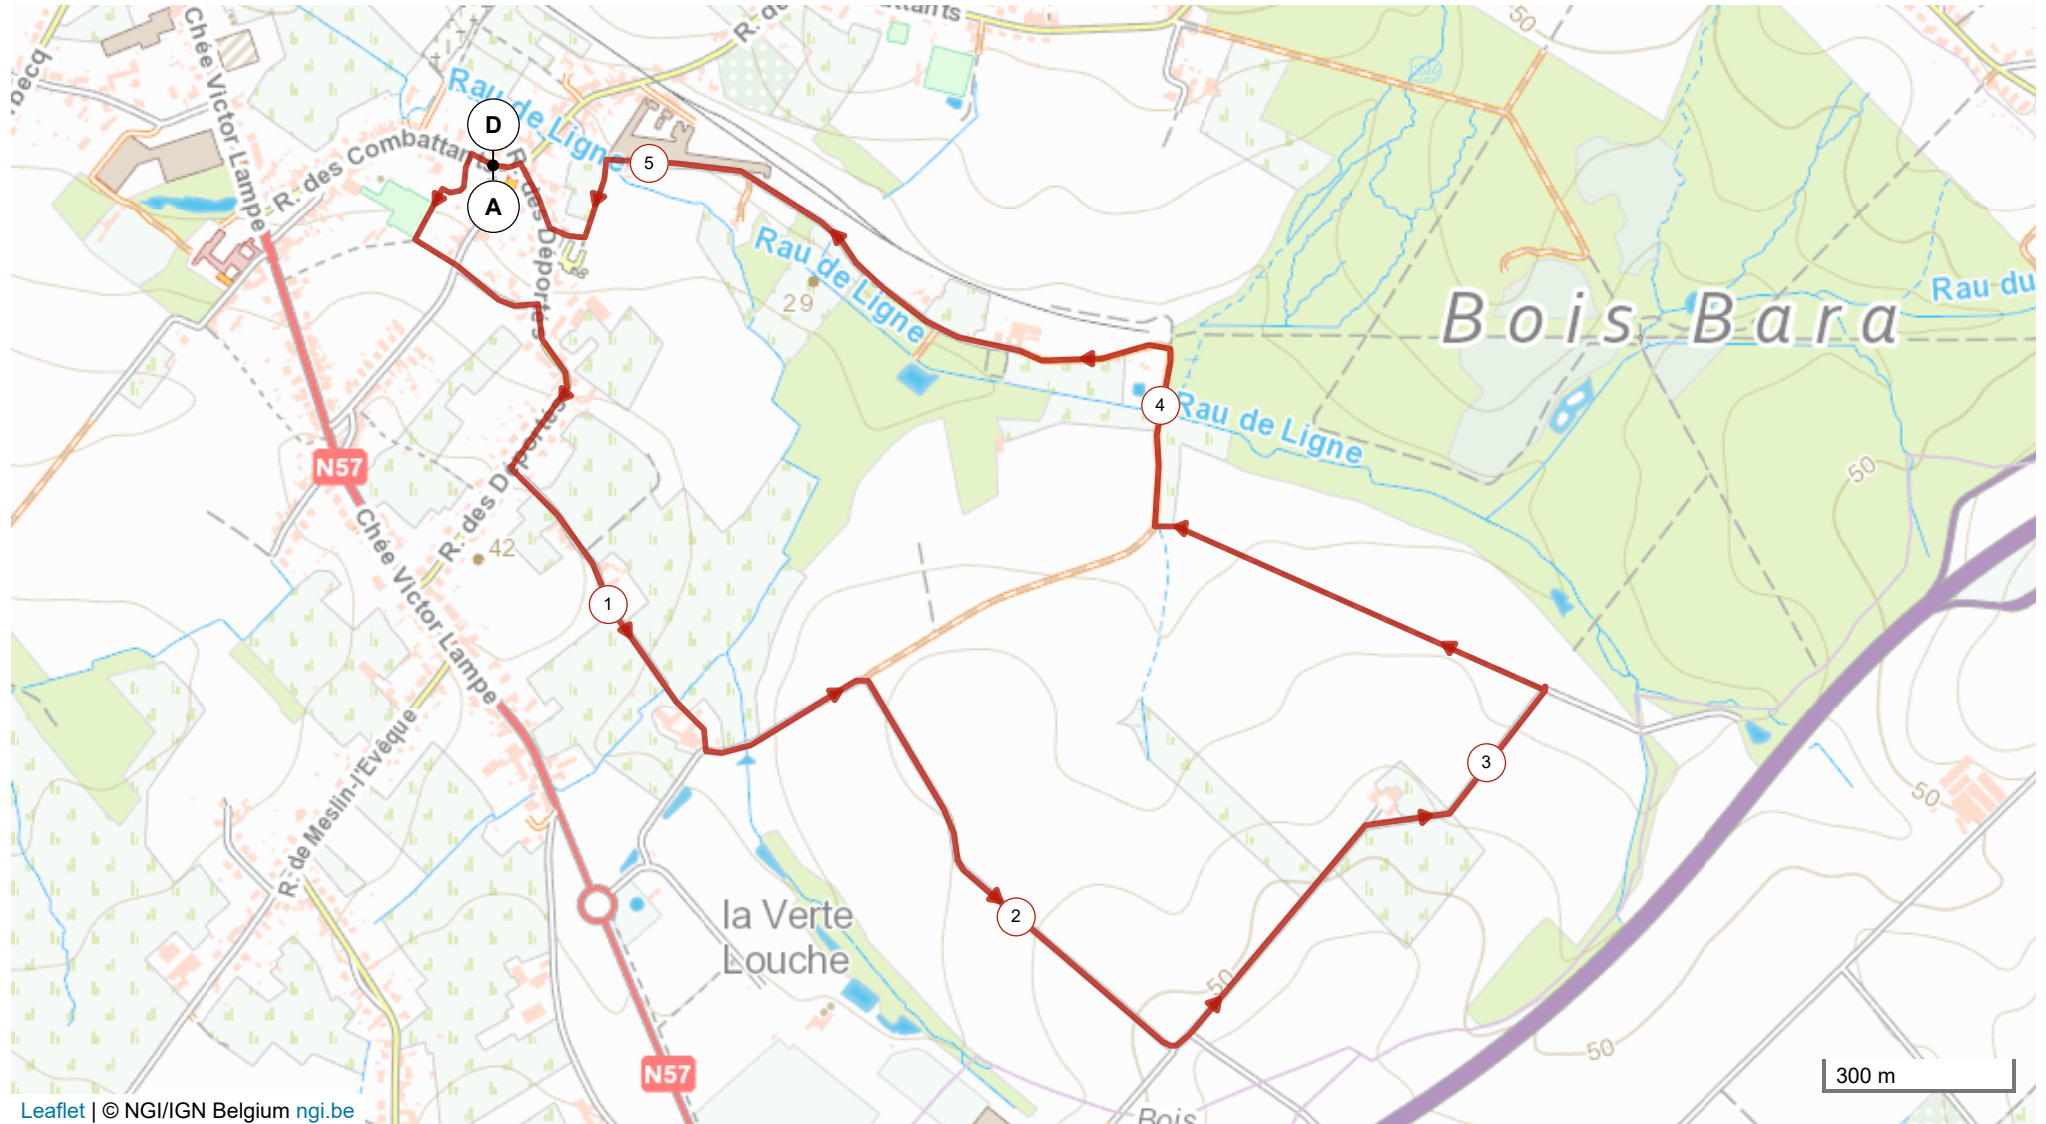 50
becq
Chée Victor Lampe
R. des Combattants
Rau de Ligne
D
A
5
R. des Déportés
Rau de Ligne
29
Bois Bara
Rau du
4
Rau de Ligne
N57
50
R. des Déportés
42
Chée Victor Lampe
1
R. de Meslin-l'Evêque
3
50
la Verte
Louche
2
50
50
N57
300 m
Bois
Leaflet | © NGI/IGN Belgium ngi.be